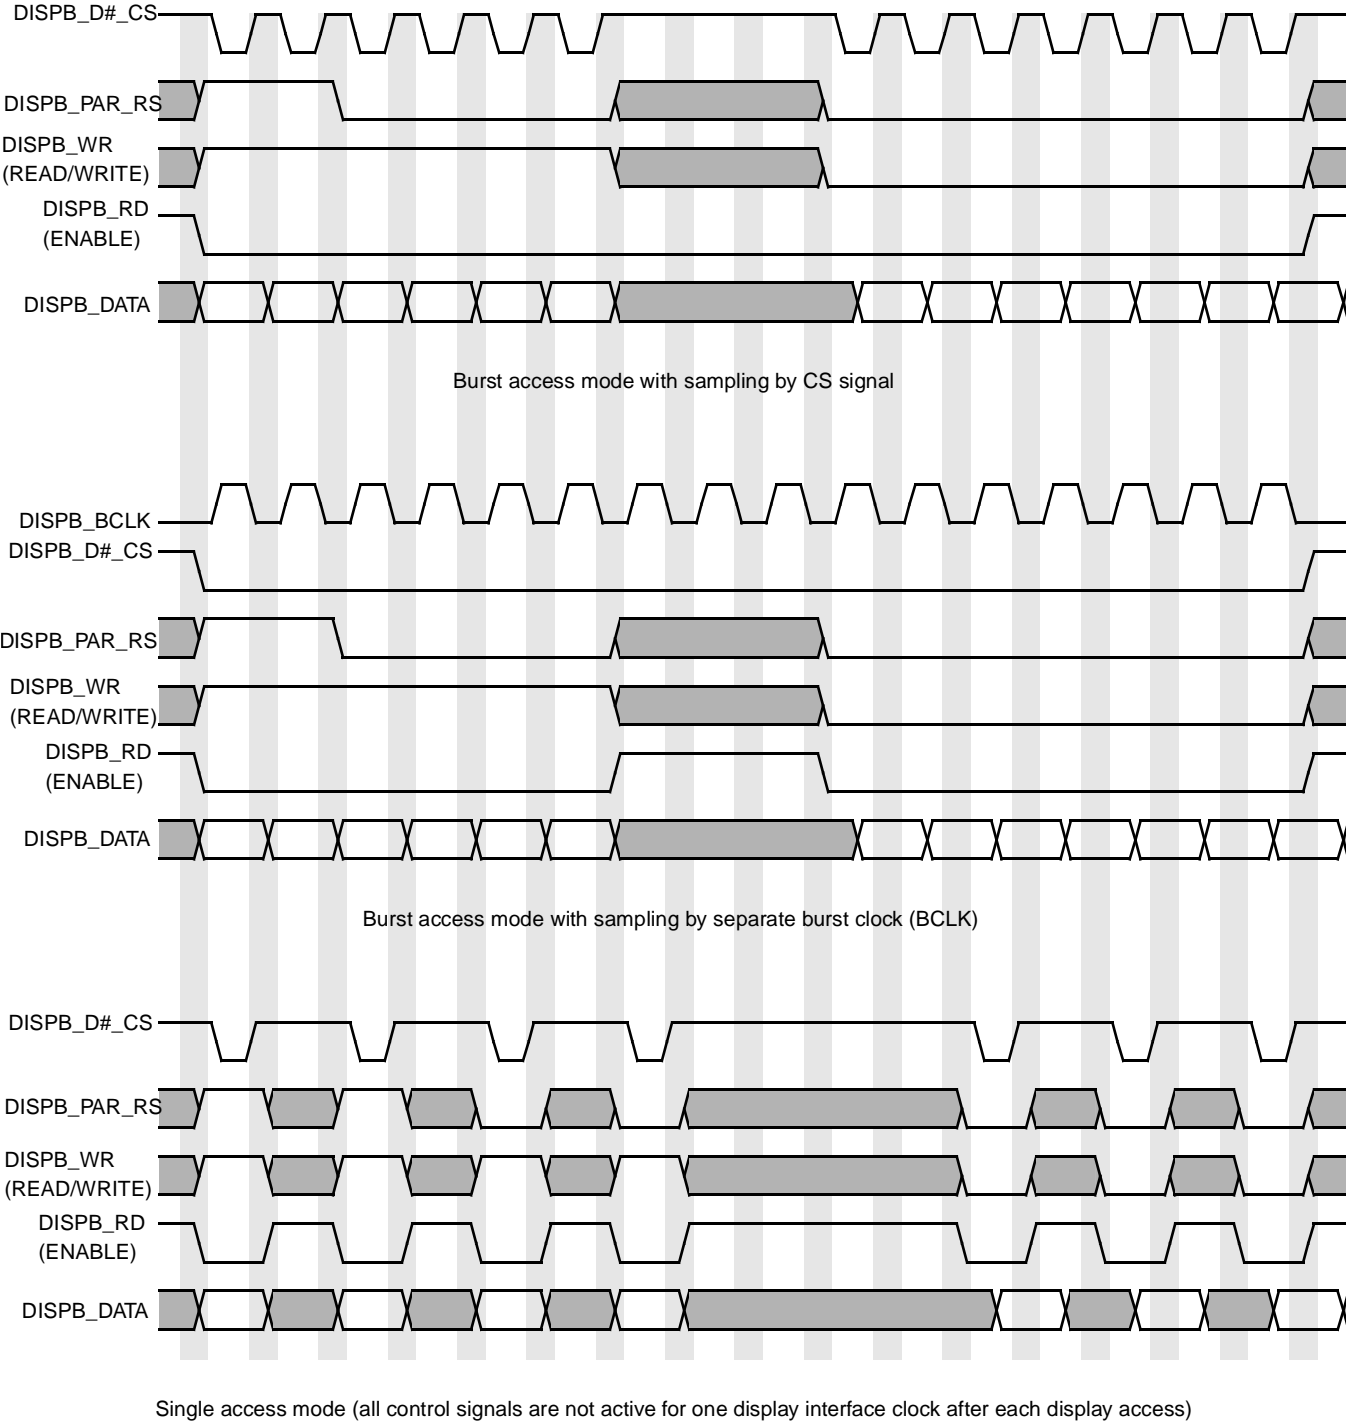 DISPB_D#_CS
DISPB_PAR_RS
DISPB_WR
(READ/WRITE)
DISPB_RD
(ENABLE)
DISPB_DATA
Burst access mode with sampling by CS signal
DISPB_BCLK
DISPB_D#_CS
DISPB_PAR_RS
DISPB_WR
(READ/WRITE)
DISPB_RD
(ENABLE)
DISPB_DATA
Burst access mode with sampling by separate burst clock (BCLK)
DISPB_D#_CS
DISPB_PAR_RS
DISPB_WR
(READ/WRITE)
DISPB_RD
(ENABLE)
DISPB_DATA
Single access mode (all control signals are not active for one display interface clock after each display access)